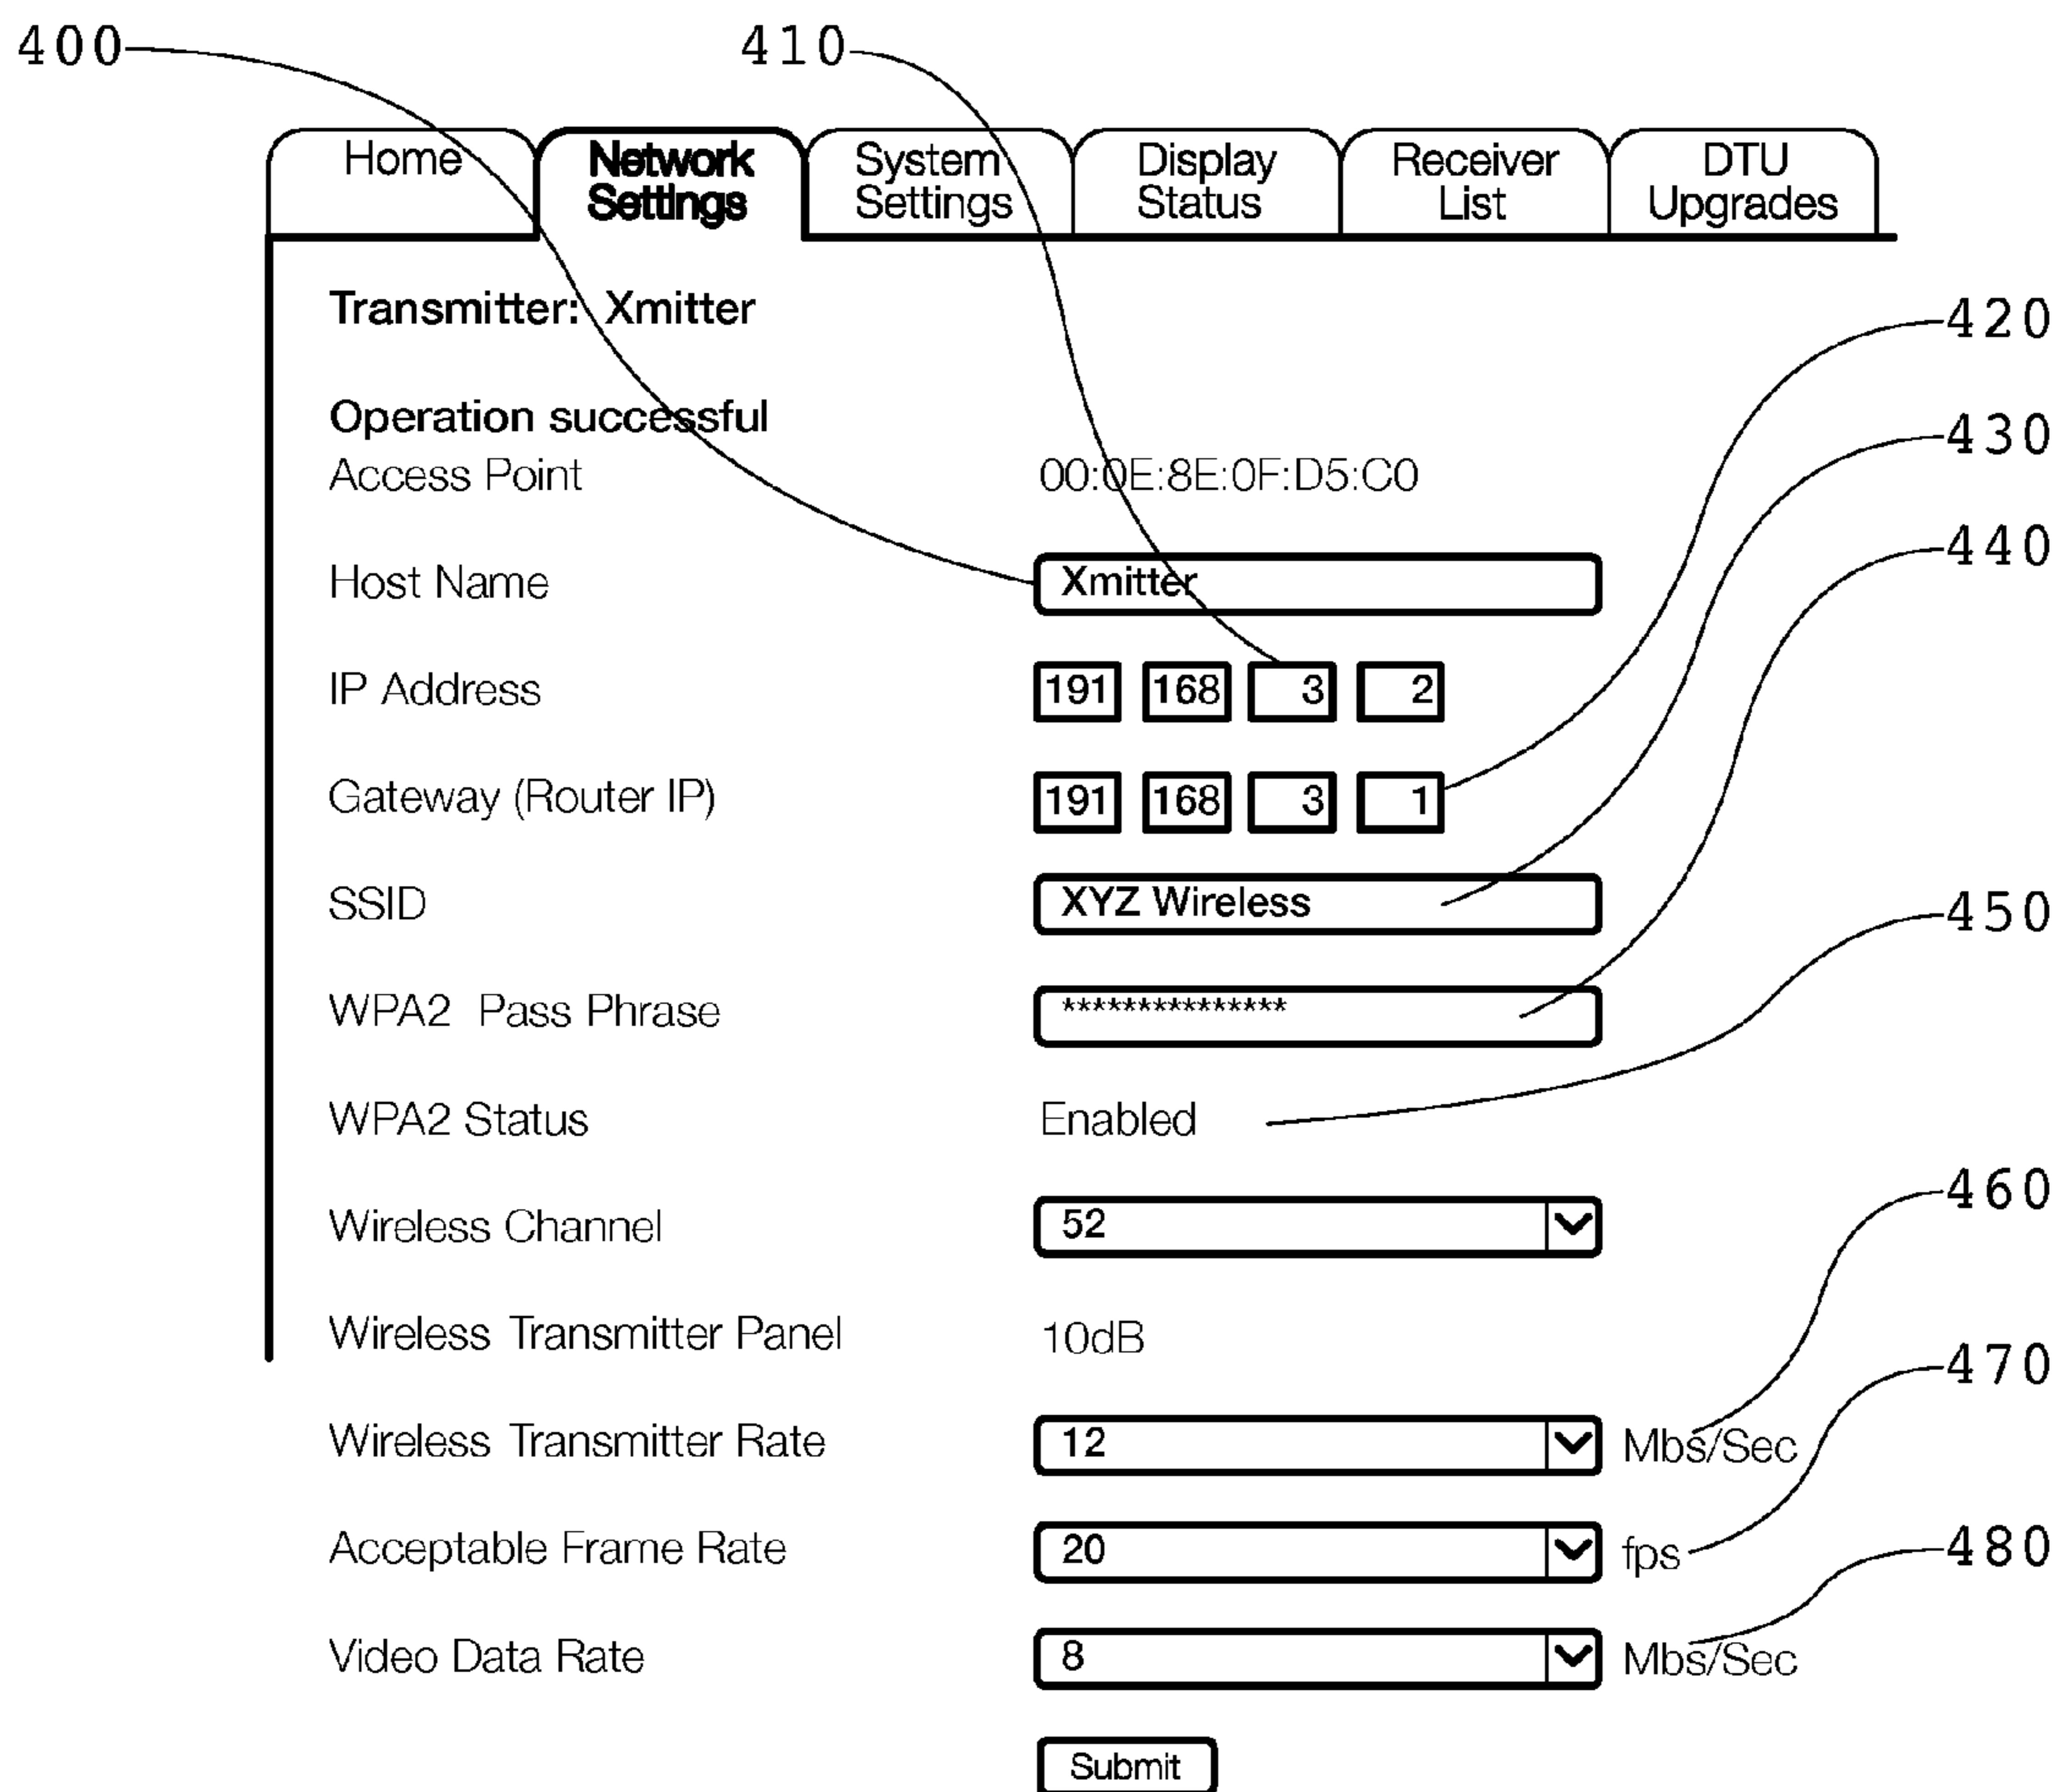 400 410
Home Network Settings System Settings Display Status Receiver List DTU Upgrades
Transmitter: Xmitter
420
Operation successful
430
Access Point 00:0E:8E:0F:D5:C0
440
Host Name Xmitter
IP Address 191 168 3 2
Gateway (Router IP) 191 168 3 1
SSID XYZ Wireless
450
WPA2 Pass Phrase ***************
WPA2 Status Enabled
460
Wireless Channel 52
Wireless Transmitter Panel 10dB
470
Wireless Transmitter Rate 12 Mbs/Sec
Acceptable Frame Rate 20 fps
480
Video Data Rate 8 Mbs/Sec
Submit